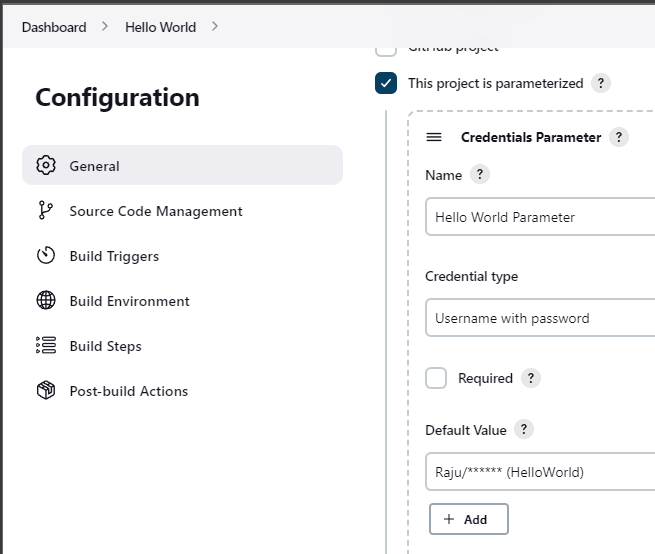 Dashboard > Hello World >
GitHub project
Configuration
General
Source Code Management
Build Triggers
Build Environment
Build Steps
Post-build Actions
This project is parameterized ?
Credentials Parameter ?
Name ?
Hello World Parameter
Credential type
Username with password
Required ?
Default Value ?
Raju/****** (HelloWorld)
+ Add